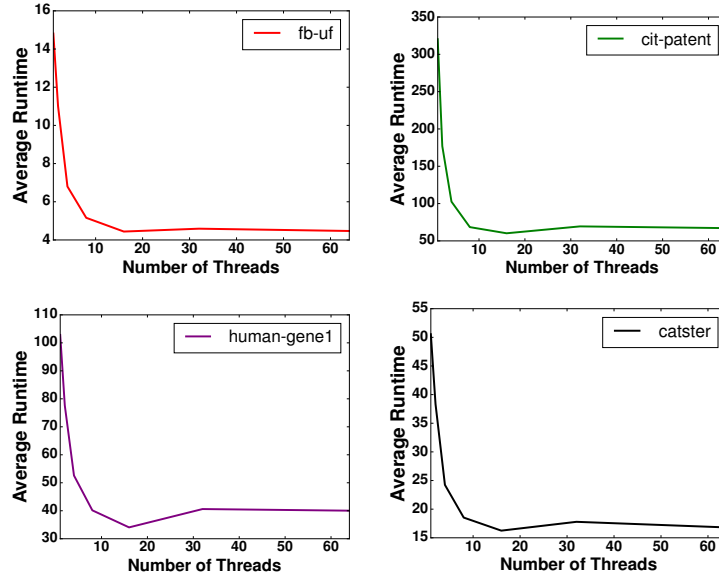 fb-uf
16
14
12
10
8
6
4
Average Runtime
10 20 30 40 50 60
Number of Threads
cit-patent
350
300
250
200
150
100
50
Average Runtime
10 20 30 40 50 60
Number of Threads
human-gene1
110
100
90
80
70
60
50
40
30
Average Runtime
10 20 30 40 50 60
Number of Threads
catster
55
50
45
40
35
30
25
20
15
Average Runtime
10 20 30 40 50 60
Number of Threads